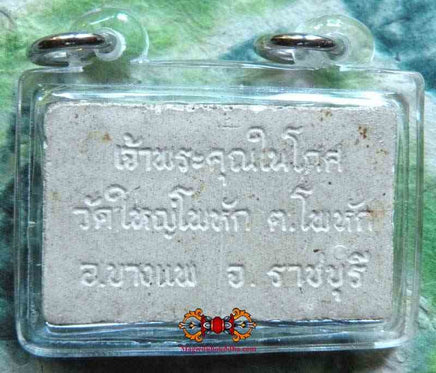 เจ้าพระคุณในโกศ
วัดใหญ่โพหัก ต.โพหัก
อ.บางแพ จ. ราชบุรี